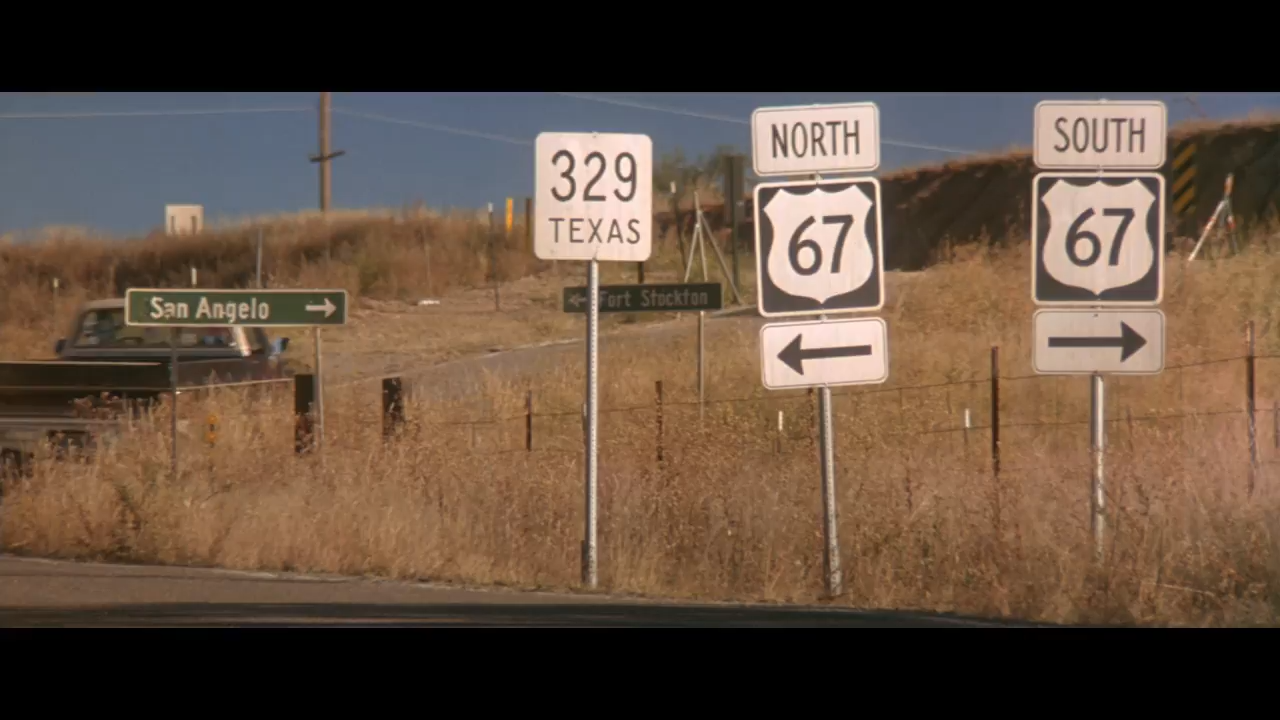 San Angelo →
329
TEXAS
← Fort Stockton
NORTH
67
←
SOUTH
67
→